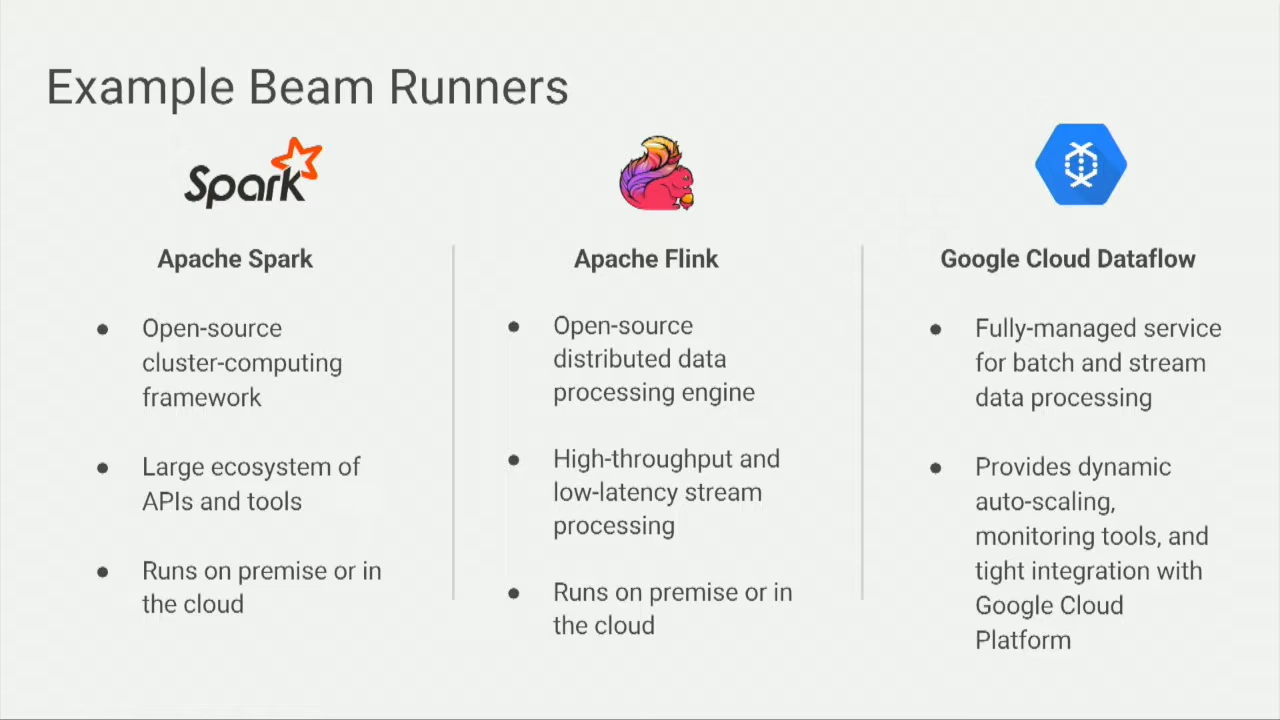 Example Beam Runners
Spark
Apache Spark
● Open-source
cluster-computing
framework
● Large ecosystem of
APIs and tools
● Runs on premise or in
the cloud
Apache Flink
● Open-source
distributed data
processing engine
● High-throughput and
low-latency stream
processing
● Runs on premise or in
the cloud
Google Cloud Dataflow
● Fully-managed service
for batch and stream
data processing
● Provides dynamic
auto-scaling,
monitoring tools, and
tight integration with
Google Cloud
Platform